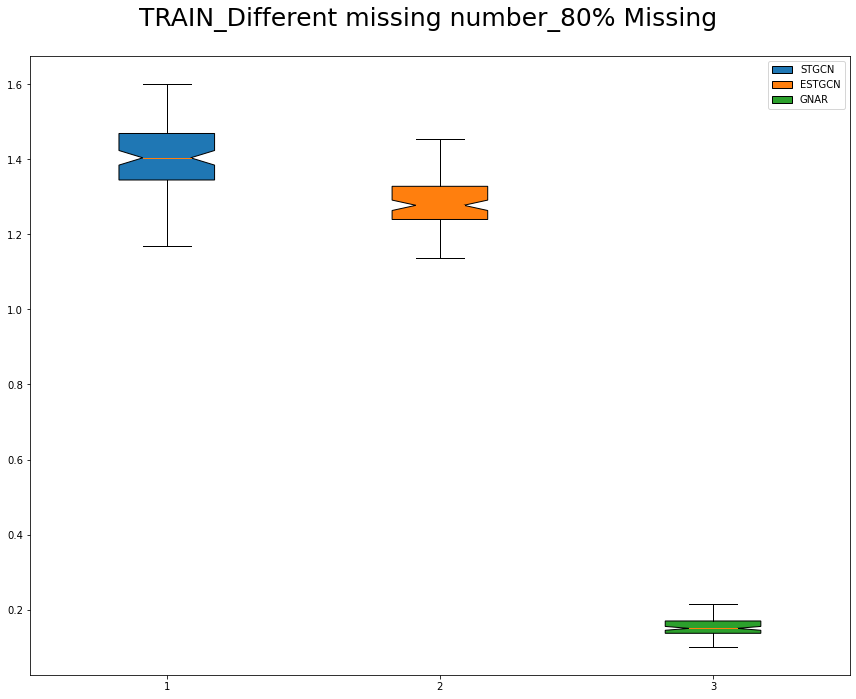 TRAIN_Different missing number_80% Missing
STGCN
ESTGCN
GNAR
1.6
1.4
1.2
1.0
0.8
0.6
0.4
0.2
1 2 3